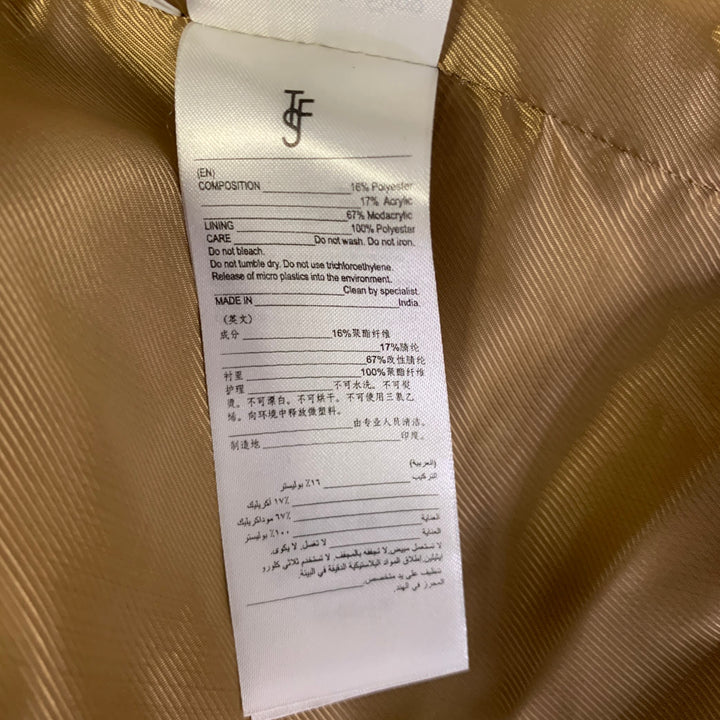 (EN)
COMPOSITION 16% Polyester
17% Acrylic
67% Modacrylic
LINING 100% Polyester
CARE Do not wash. Do not iron.
Do not bleach.
Do not tumble dry. Do not use trichloroethylene.
Release of micro plastics into the environment.
Clean by specialist.
MADE IN India.
(英文)
成分 16%聚酯纤维
17%腈纶
67%改性腈纶
衬里 100%聚酯纤维
护理 不可水洗。不可熨
烫。不可漂白。不可烘干。不可使用三氯乙
烯。向环境中释放微塑料。
由专业人员清洁。
制造地 印度。
(العربية)
التركيب ١٦٪ بوليستر
١٧٪ أكريليك
٦٧٪ موداكريليك
العناية ١٠٠٪ بوليستر
العناية لا تغسل. لا يكوى.
لا تستعمل مبيض. لا تجففه بالمجفف. لا تستخدم ثلاثي كلورو
إيثيلين. إطلاق المواد البلاستيكية الدقيقة في البيئة.
تنظيف على يد متخصص.
المحرز في الهند.